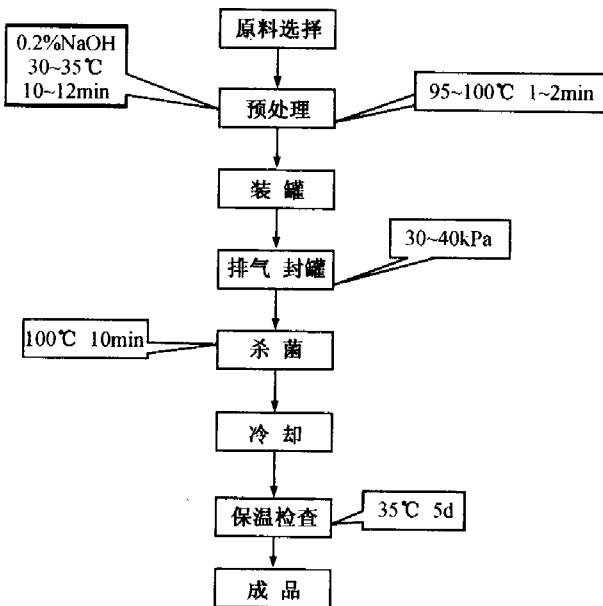 原料选择
0.2%NaOH
30~35℃
10~12min
预处理
95~100℃ 1~2min
装 罐
30~40kPa
排气 封罐
100℃ 10min
杀 菌
冷 却
保温检查
35℃ 5d
成 品